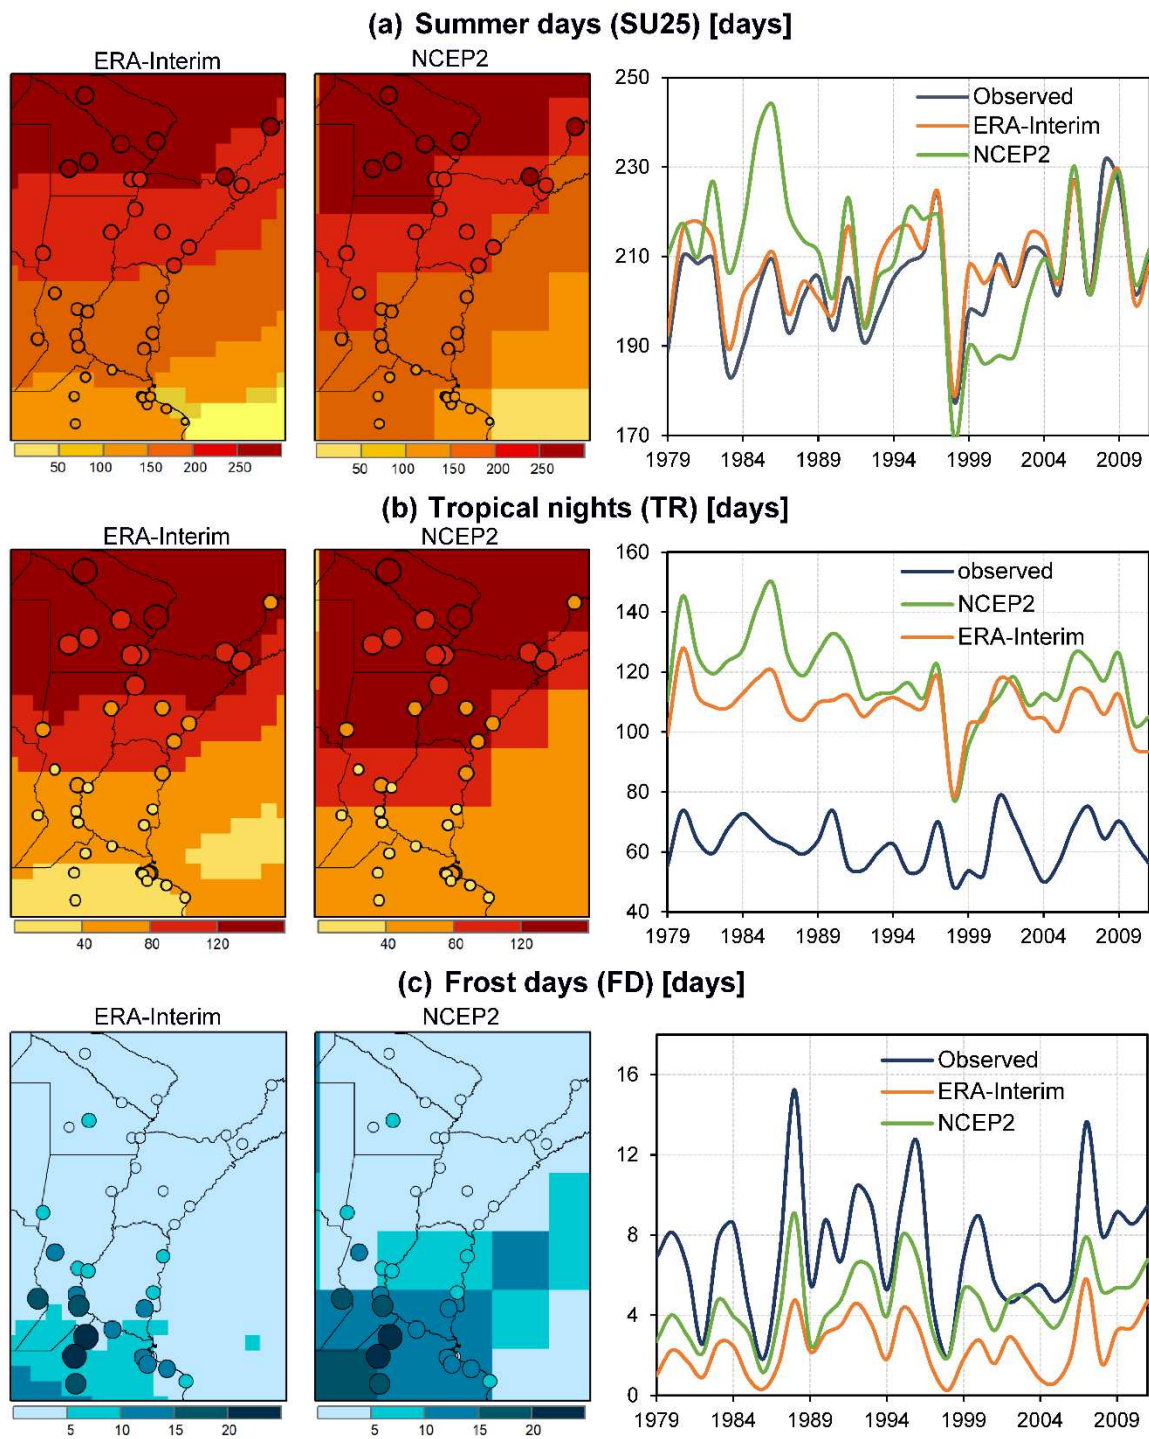 (a) Summer days (SU25) [days]
ERA-Interim
NCEP2
50 100 150 200 250
50 100 150 200 250
250
230
210
190
170
Observed
ERA-Interim
NCEP2
1979 1984 1989 1994 1999 2004 2009
(b) Tropical nights (TR) [days]
ERA-Interim
NCEP2
40 80 120
40 80 120
160
140
120
100
80
60
40
observed
NCEP2
ERA-Interim
1979 1984 1989 1994 1999 2004 2009
(c) Frost days (FD) [days]
ERA-Interim
NCEP2
5 10 15 20
5 10 15 20
16
12
8
4
0
Observed
ERA-Interim
NCEP2
1979 1984 1989 1994 1999 2004 2009